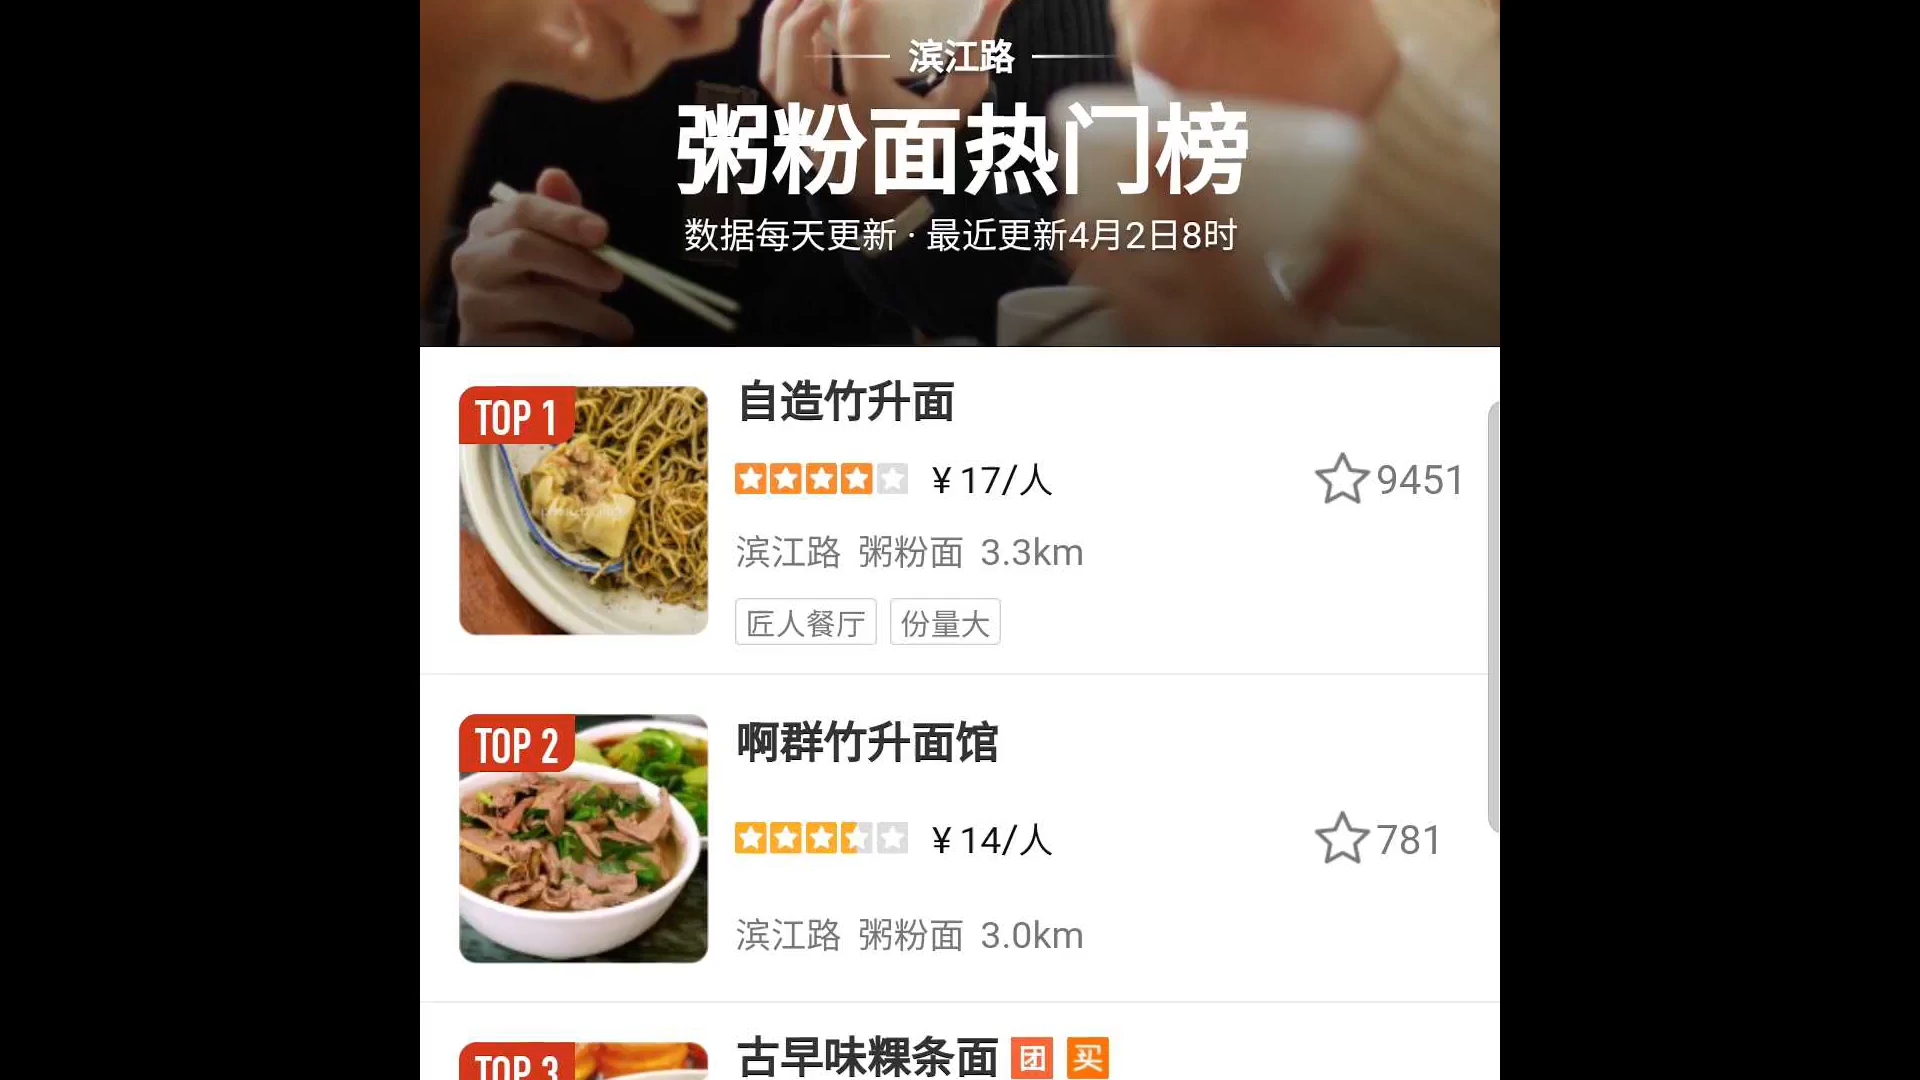 滨江路
粥粉面热门榜
数据每天更新 · 最近更新4月2日8时
TOP 1
自造竹升面
¥17/人
9451
滨江路 粥粉面 3.3km
匠人餐厅 份量大
TOP 2
啊群竹升面馆
¥14/人
781
滨江路 粥粉面 3.0km
TOP 3
古早味粿条面 团 买